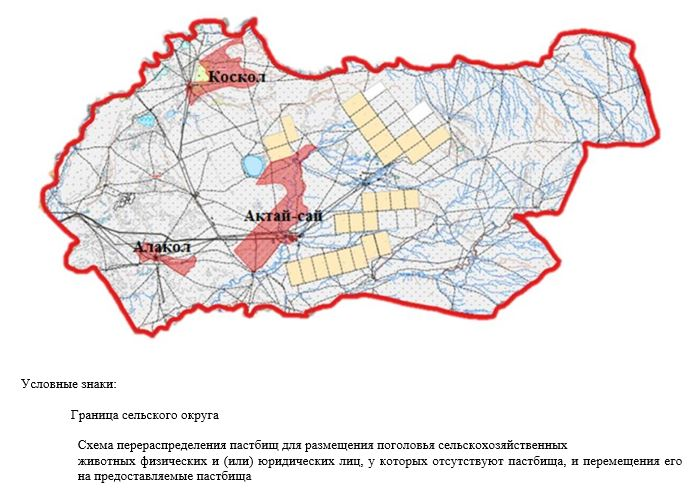 Коскол
Актай-сай
Алакол
Условные знаки:
Граница сельского округа
Схема перераспределения пастбищ для размещения поголовья сельскохозяйственных
животных физических и (или) юридических лиц, у которых отсутствуют пастбища, и перемещения его
на предоставляемые пастбища